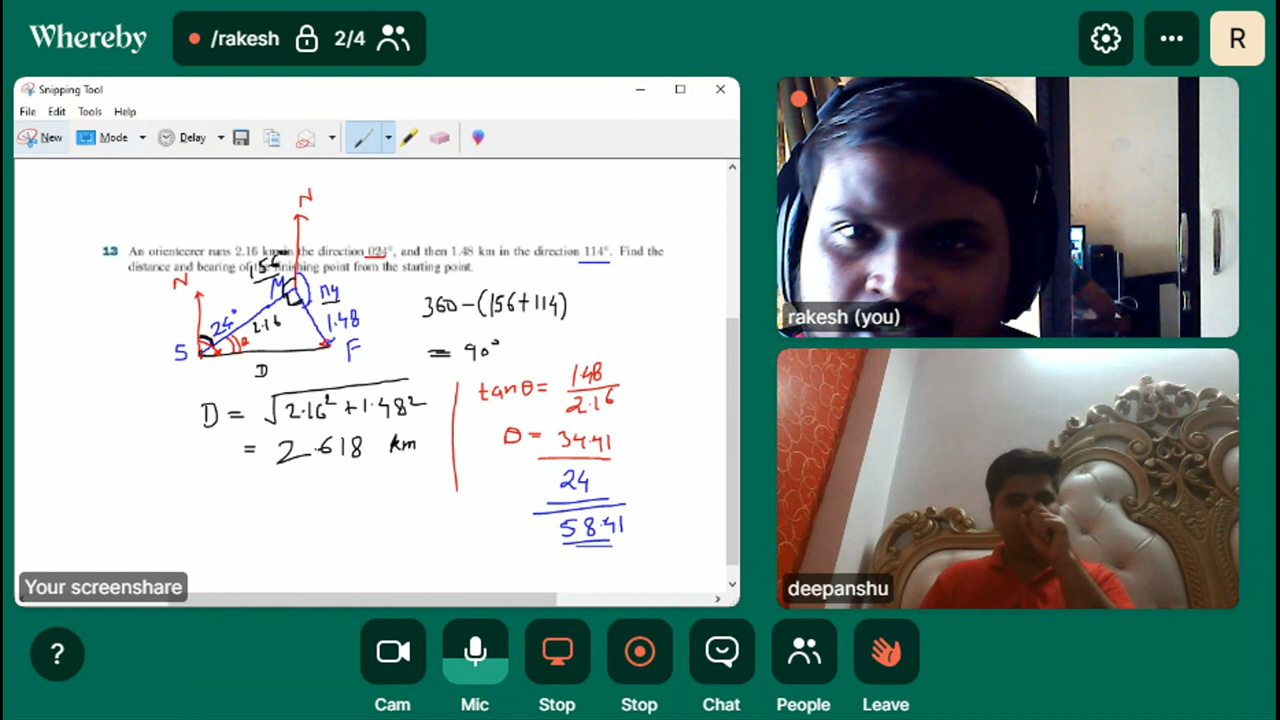 Whereby
/rakesh 2/4
R
Snipping Tool
File Edit Tools Help
New Mode Delay
N
13 An orienteerer runs 2.16 km in the direction 024°, and then 1.48 km in the direction 114°. Find the
distance and bearing of the finishing point from the starting point.
156
N
M
114
24°
2.16
1.48
S
F
D
360-(156+114)
= 90°
D = √2.16² + 1.48²
= 2.618 km
tanθ = 1.48
2.16
θ = 34.41
24
58.41
Your screenshare
rakesh (you)
deepanshu
?
Cam Mic Stop Stop Chat People Leave